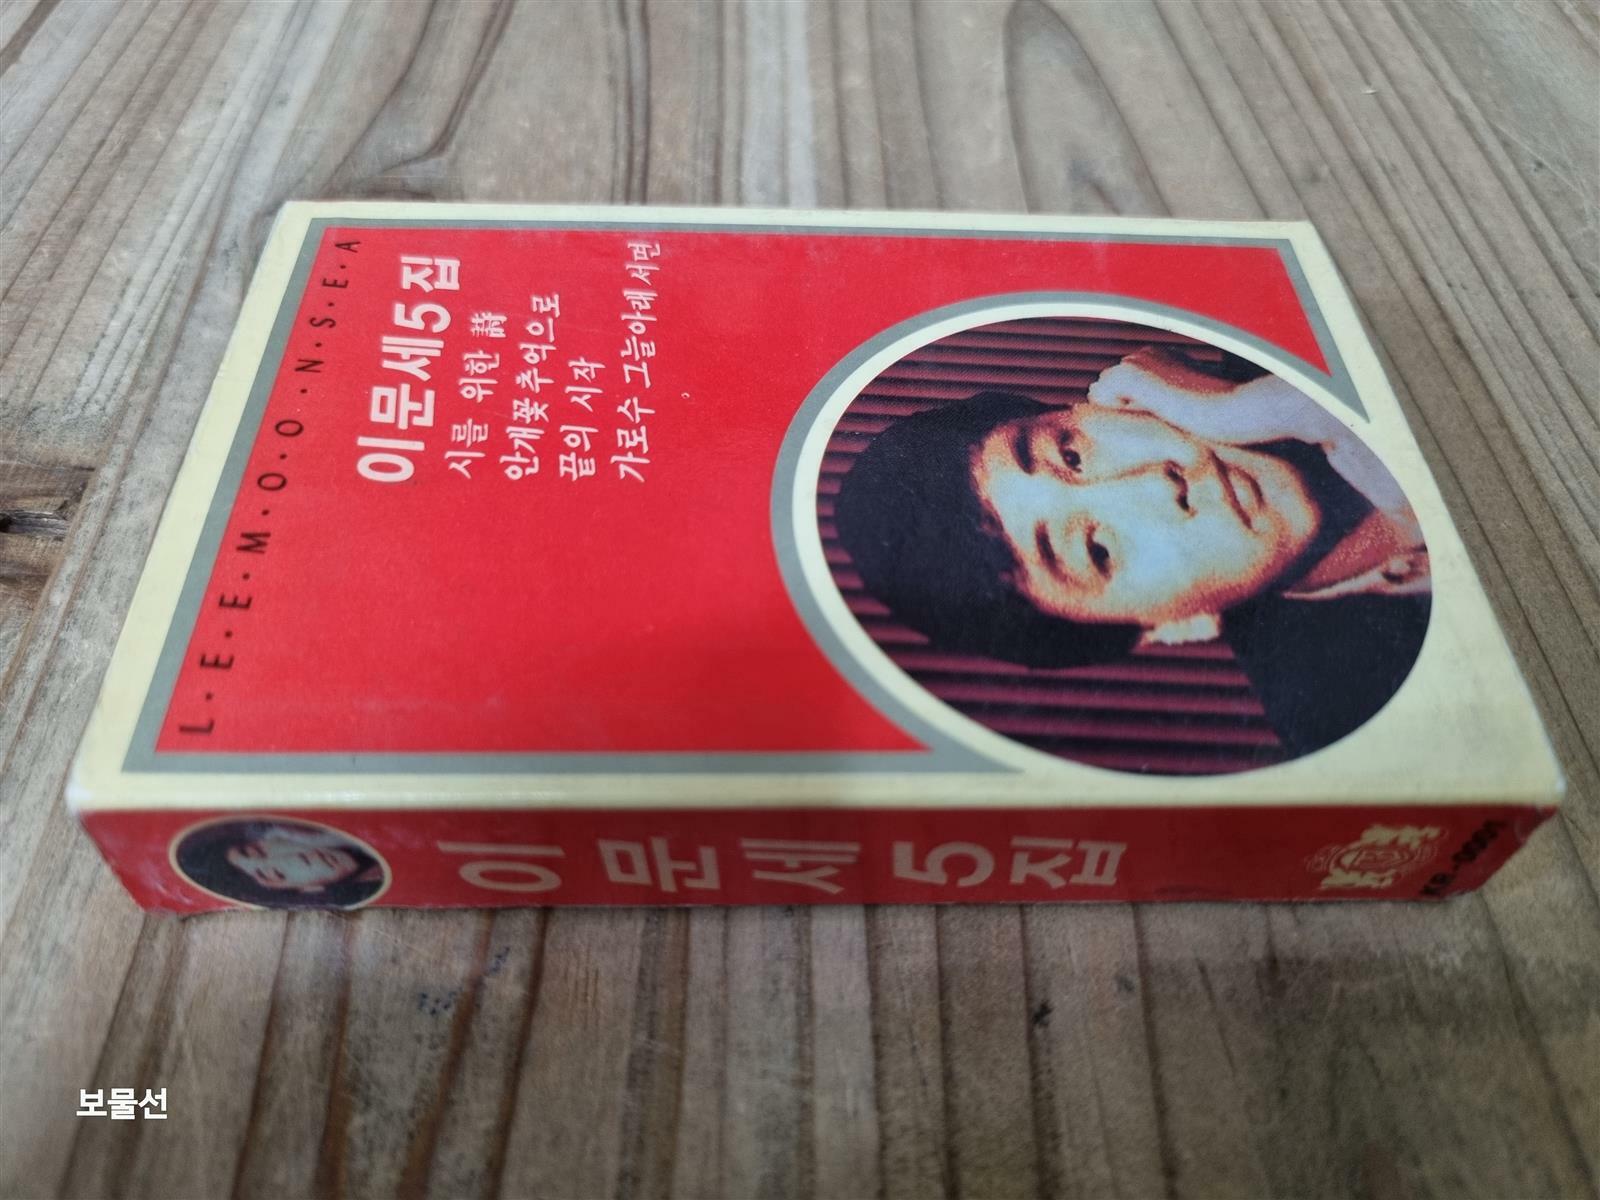 L·E·E·M·O·O·N·S·E·A
이문세5집
시를 위한 詩
안개꽃 추억으로
끝의 시작
가로수 그늘아래 서면
이문세5집
KB-0001
보물선